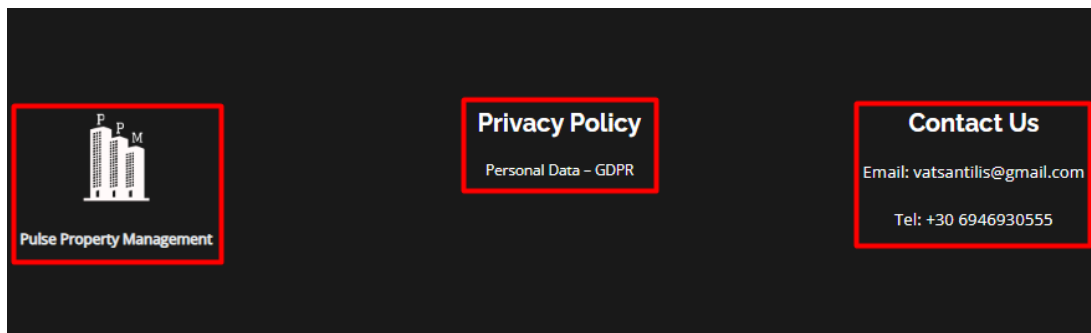 P P M
Pulse Property Management
Privacy Policy
Personal Data – GDPR
Contact Us
Email: vatsantilis@gmail.com
Tel: +30 6946930555